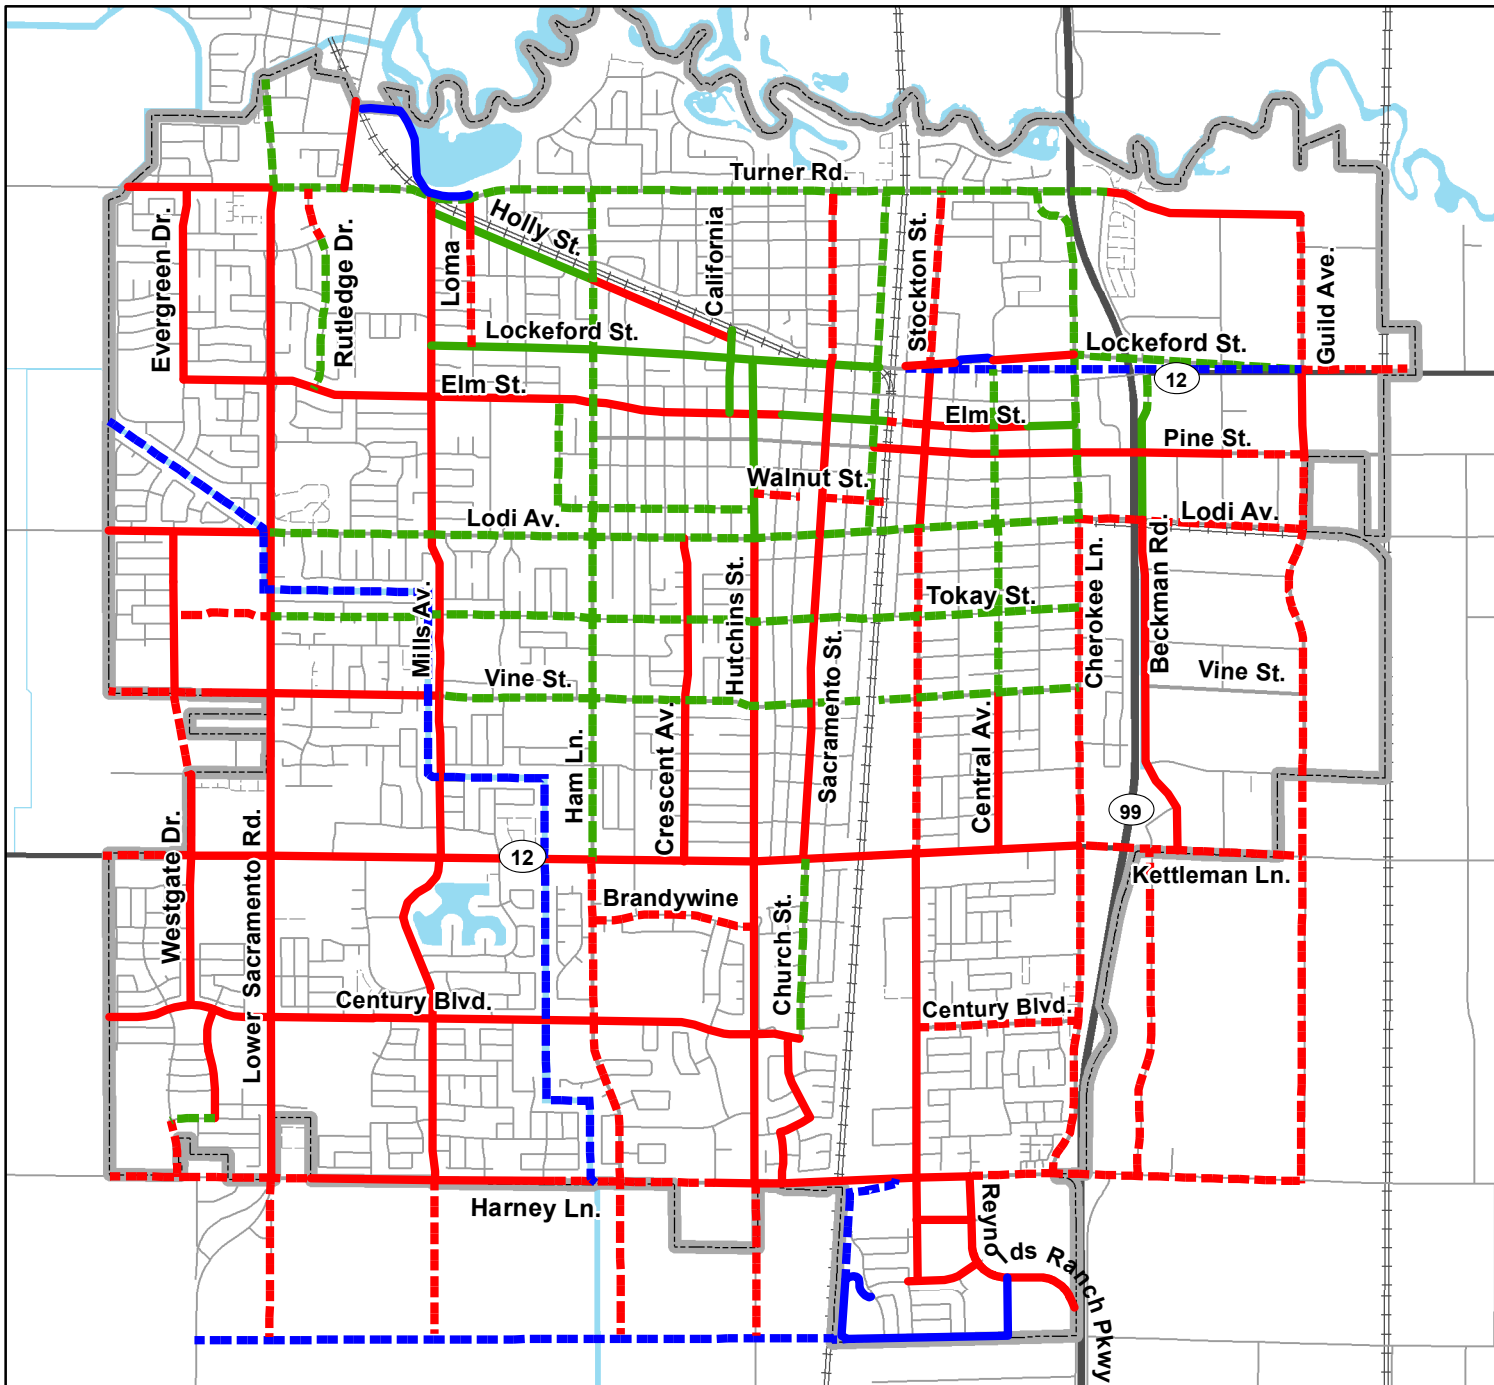 Turner Rd.
Holly St.
Evergreen Dr.
Rutledge Dr.
Loma
California
Stockton St.
Guild Ave.
Lockeford St.
Lockeford St.
12
Elm St.
Elm St.
Pine St.
Walnut St.
Lodi Av.
Lodi Av.
Mills Av.
Hutchins St.
Tokay St.
Cherokee Ln.
Beckman Rd.
Vine St.
Vine St.
Ham Ln.
Crescent Av.
Sacramento St.
Central Av.
99
12
Westgate Dr.
Lower Sacramento Rd.
Kettleman Ln.
Brandywine
Church St.
Century Blvd.
Century Blvd.
Harney Ln.
Reynolds Ranch Pkwy